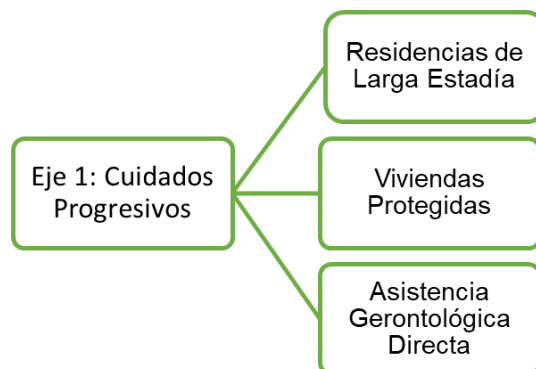 Eje 1: Cuidados
Progresivos
Residencias de
Larga Estadía
Viviendas
Protegidas
Asistencia
Gerontológica
Directa